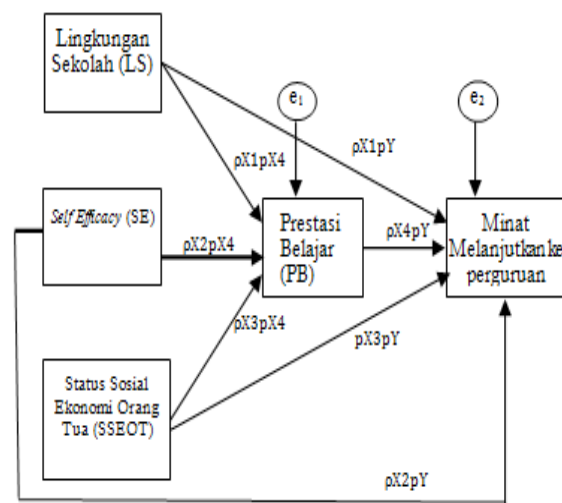 Lingkungan
Sekolah (LS)
e1
e2
ρX1pX4
ρX1pY
Self Efficacy (SE)
ρX2pX4
Prestasi
Belajar
(PB)
ρX4pY
Minat
Melanjutkan ke
perguruan
ρX3pX4
pX3pY
Status Sosial
Ekonomi Orang
Tua (SSEOT)
ρX2pY